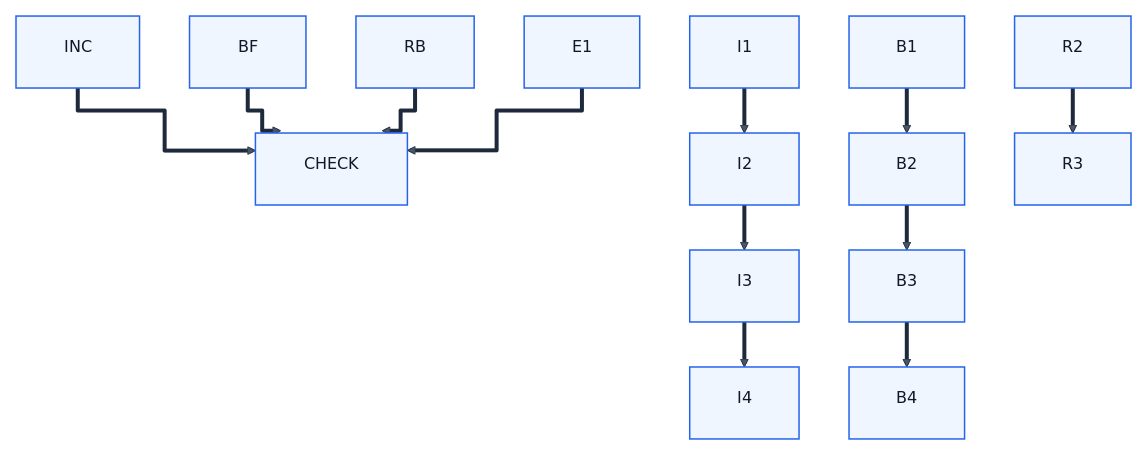 INC
BF
RB
E1
I1
B1
R2
CHECK
I2
B2
R3
I3
B3
I4
B4